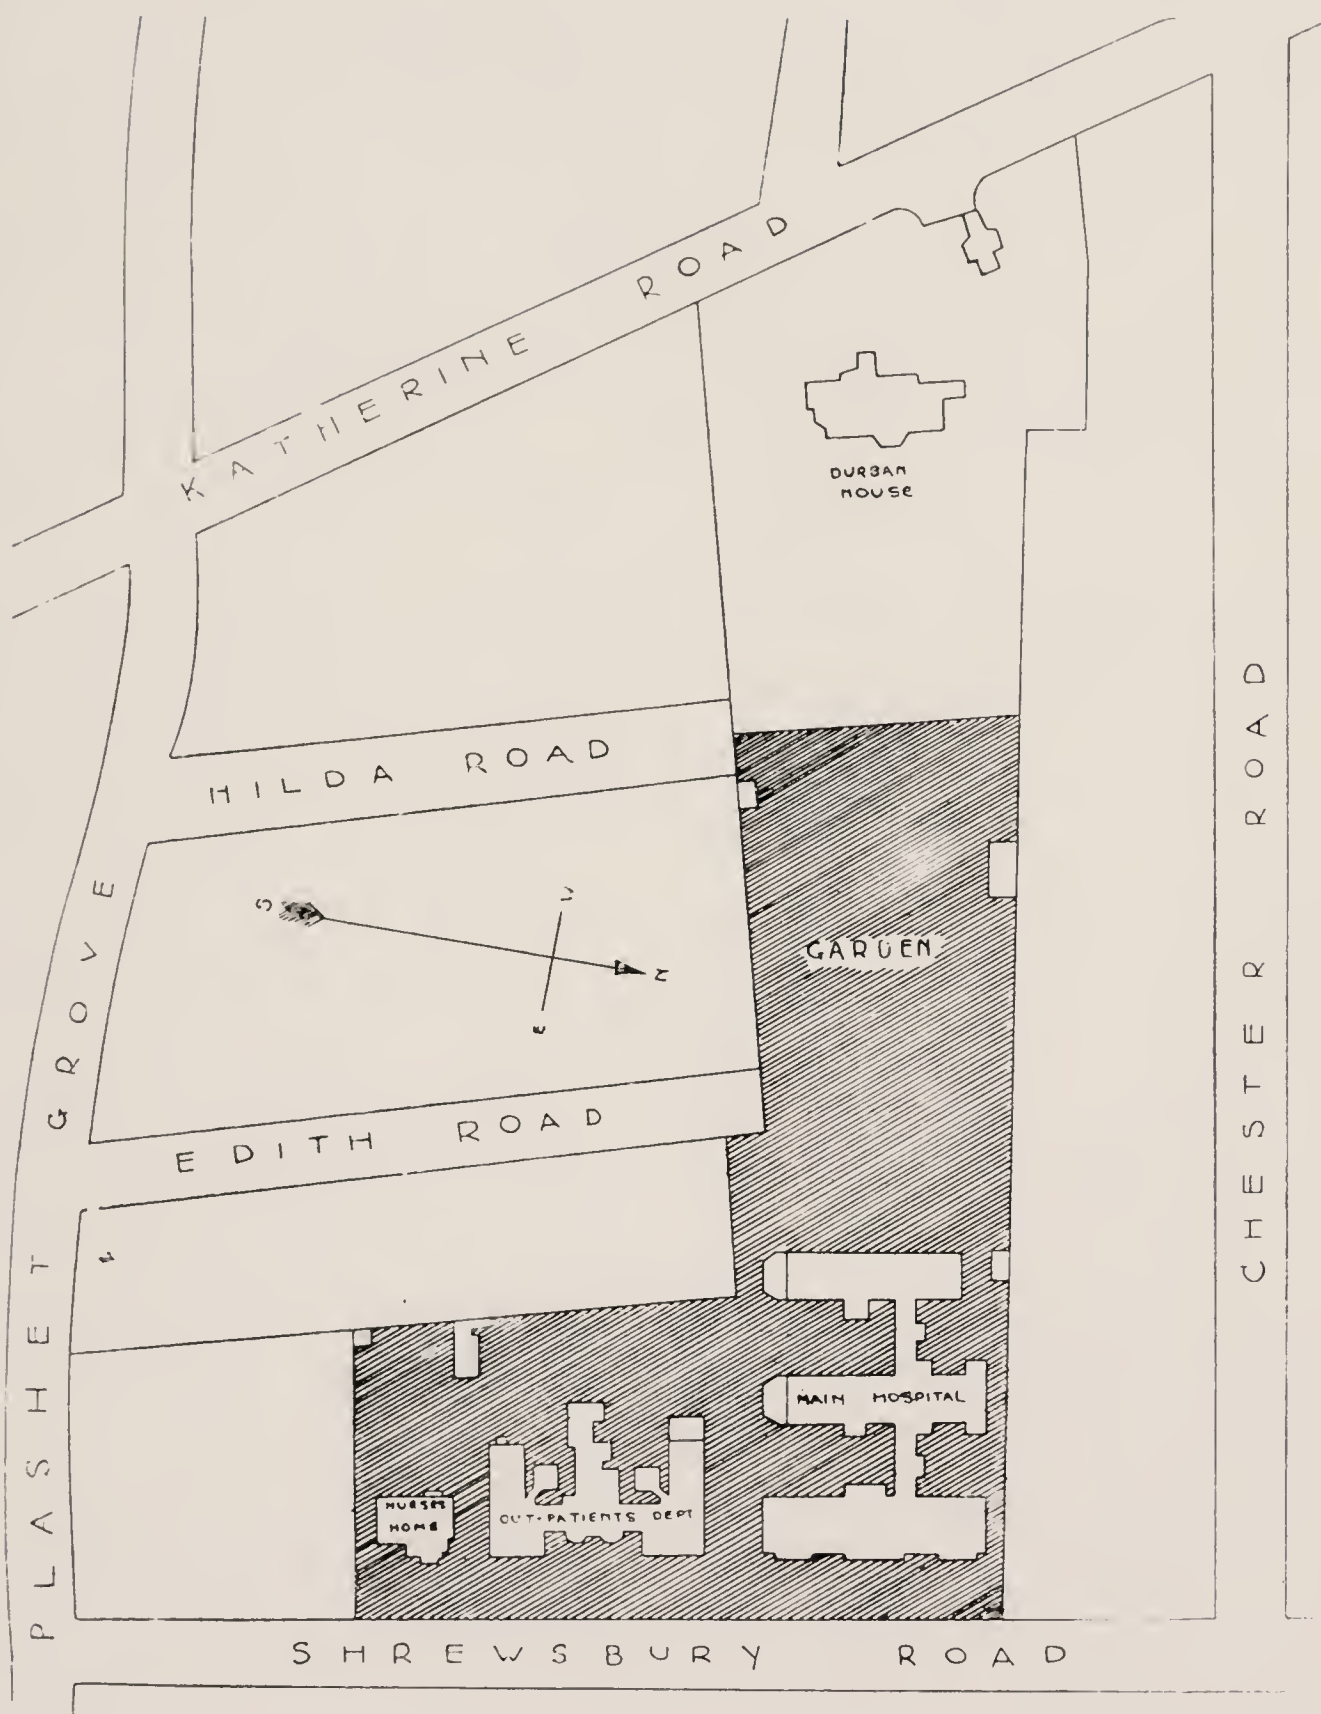 KATHERINE ROAD
DURBAN
HOUSE
HILDA ROAD
S
W
N
E
GARDEN
EDITH ROAD
PLASHET GROVE
CHESTER ROAD
MAIN HOSPITAL
NURSES
HOME
OUT-PATIENTS DEPT
SHREWSBURY ROAD